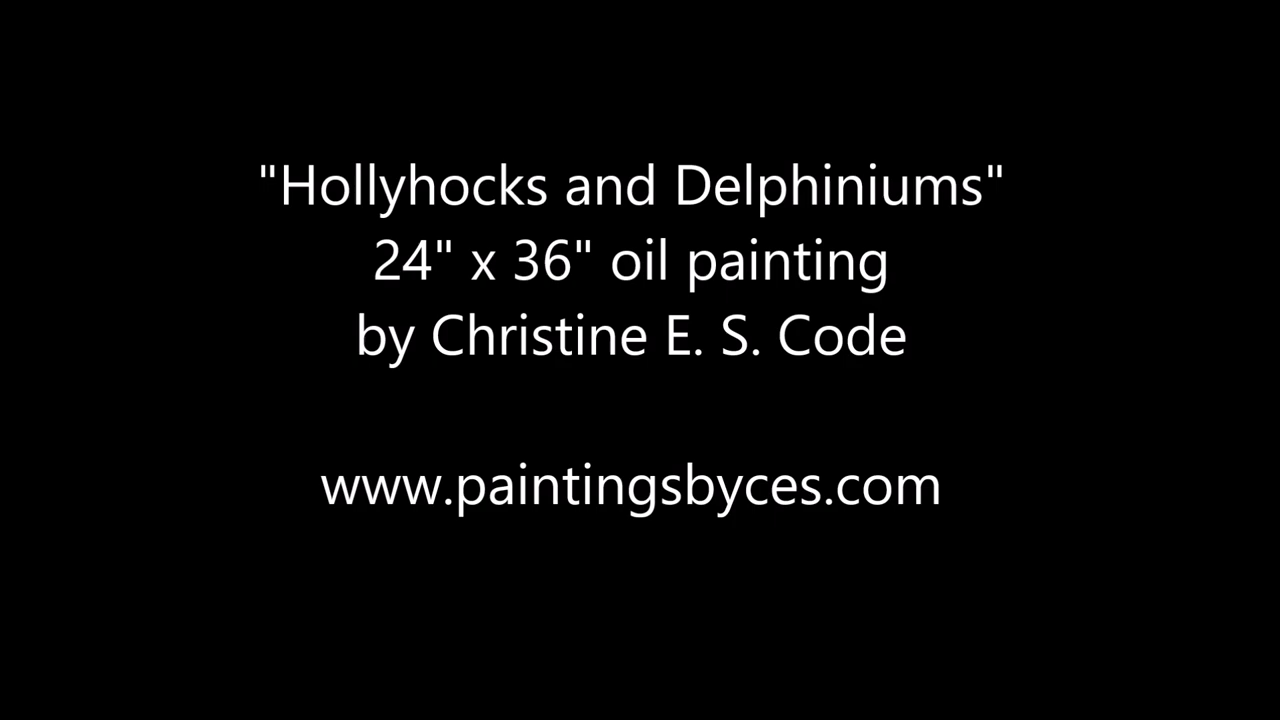 "Hollyhocks and Delphiniums"
24" x 36" oil painting
by Christine E. S. Code
www.paintingsbyces.com